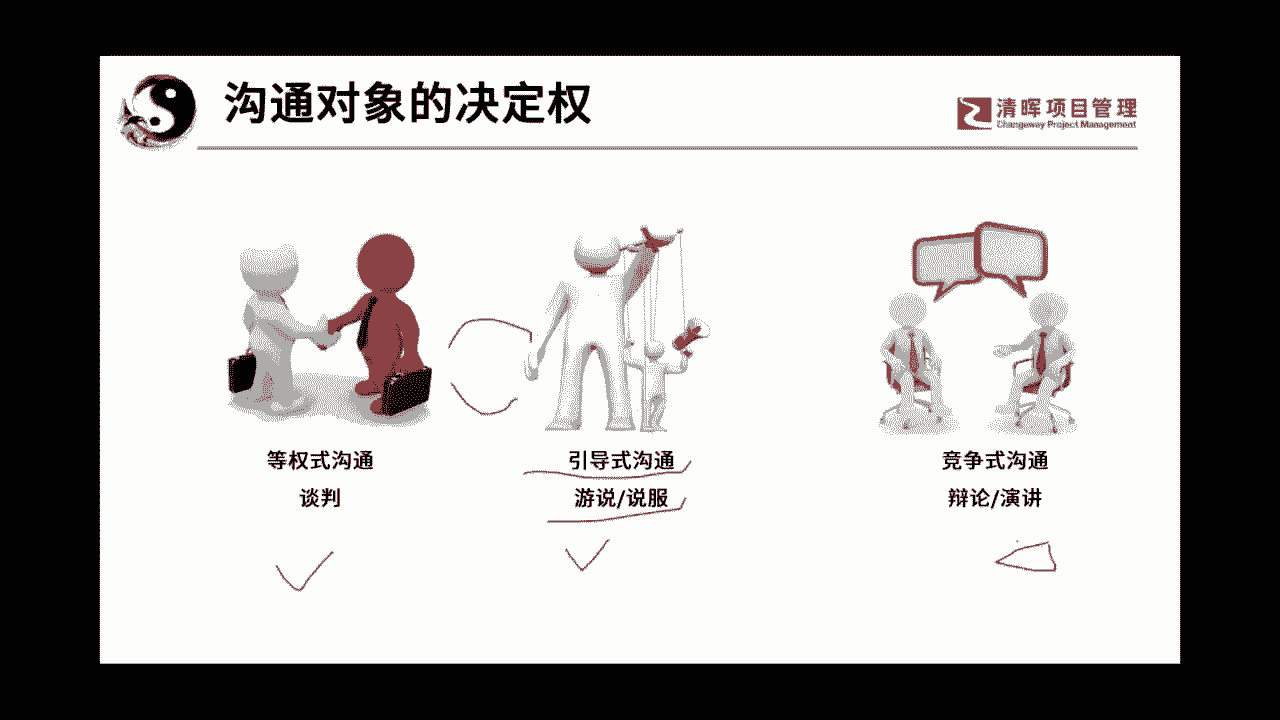 沟通对象的决定权
清晖项目管理
Changeway Project Management
等权式沟通
谈判
引导式沟通
游说/说服
竞争式沟通
辩论/演讲